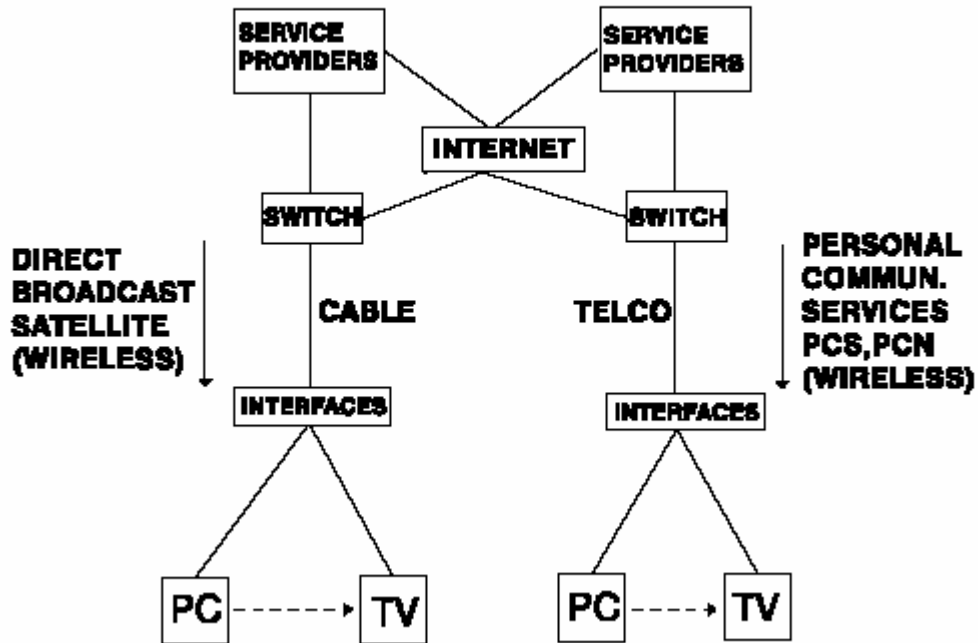 SERVICE
PROVIDERS
SERVICE
PROVIDERS
INTERNET
SWITCH
SWITCH
DIRECT
BROADCAST
SATELLITE
(WIRELESS)
CABLE
TELCO
PERSONAL
COMMUN.
SERVICES
PCS,PCN
(WIRELESS)
INTERFACES
INTERFACES
PC
TV
PC
TV